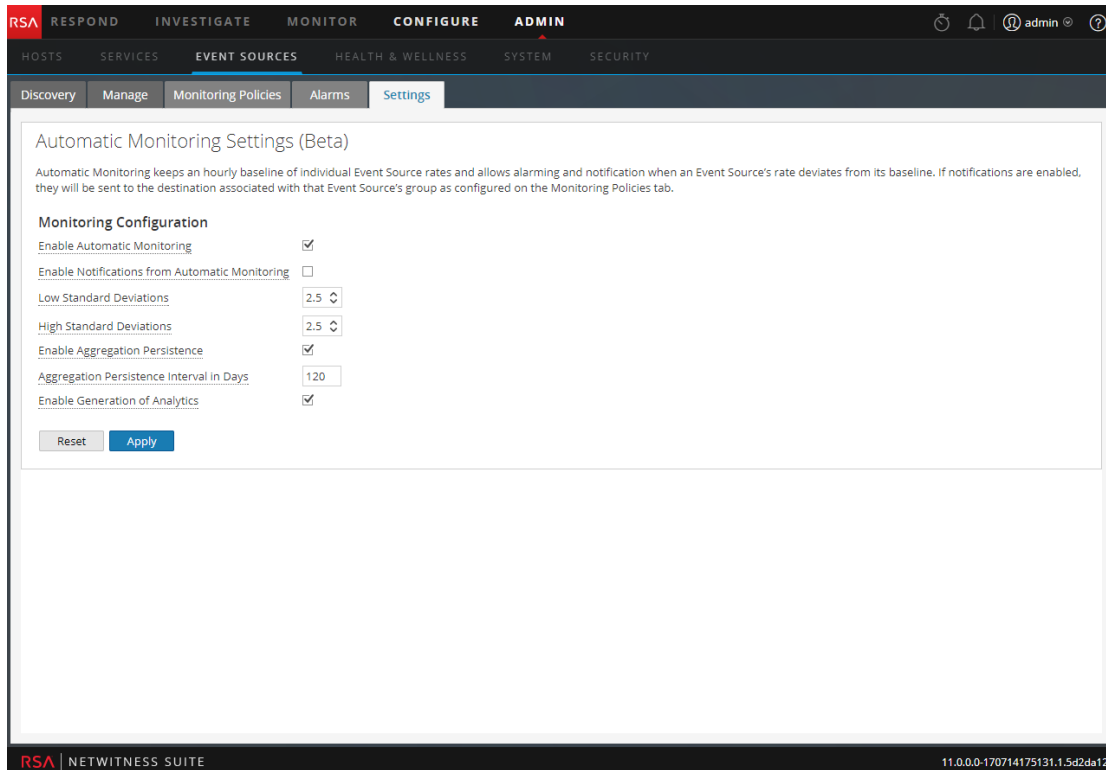 RSA RESPOND INVESTIGATE MONITOR CONFIGURE ADMIN admin ?
HOSTS SERVICES EVENT SOURCES HEALTH & WELLNESS SYSTEM SECURITY
Discovery Manage Monitoring Policies Alarms Settings
Automatic Monitoring Settings (Beta)
Automatic Monitoring keeps an hourly baseline of individual Event Source rates and allows alarming and notification when an Event Source's rate deviates from its baseline. If notifications are enabled,
they will be sent to the destination associated with that Event Source's group as configured on the Monitoring Policies tab.
Monitoring Configuration
Enable Automatic Monitoring
Enable Notifications from Automatic Monitoring
Low Standard Deviations 2.5
High Standard Deviations 2.5
Enable Aggregation Persistence
Aggregation Persistence Interval in Days 120
Enable Generation of Analytics
Reset Apply
RSA NETWITNESS SUITE 11.0.0.0-170714175131.1.5d2da12